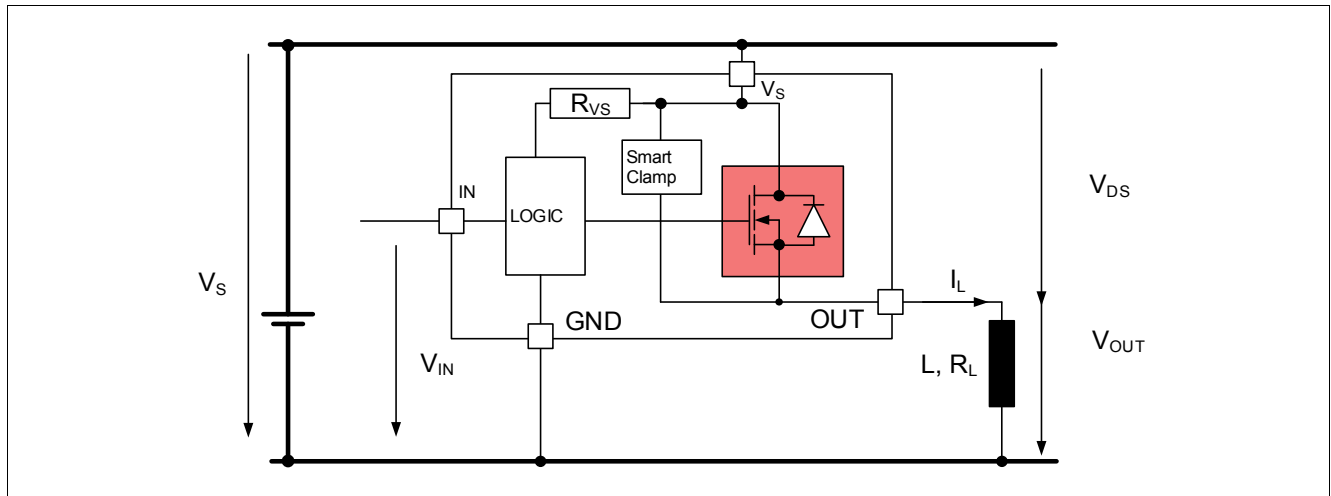 V_S
R_VS
Smart
Clamp
V_DS
IN
LOGIC
V_S
I_L
GND
OUT
V_IN
V_OUT
L, R_L